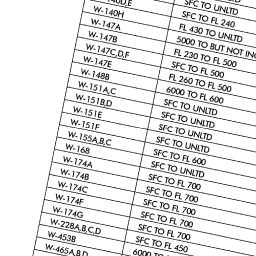 SFC TO UNLTD
SFC TO FL 240
W-140H FL 430 TO UNLTD
W-147A 5000 TO BUT NOT
W-147B FL 230 TO FL 500
W-147C,D,F SFC TO FL 500
W-147E FL 260 TO FL 500
W-148B 6000 TO FL 600
W-151A,C SFC TO UNLTD
W-151B,D SFC TO UNLTD
W-151E SFC TO UNLTD
W-151F SFC TO UNLTD
W-155A,B,C SFC TO FL 600
W-168 SFC TO UNLTD
W-174A SFC TO FL 700
W-174B SFC TO FL 700
W-174C SFC TO FL 700
W-174F SFC TO FL 700
W-174G SFC TO FL 700
W-228A,B,C,D SFC TO FL 450
W-453B 6000 TO
W-465A,B,D